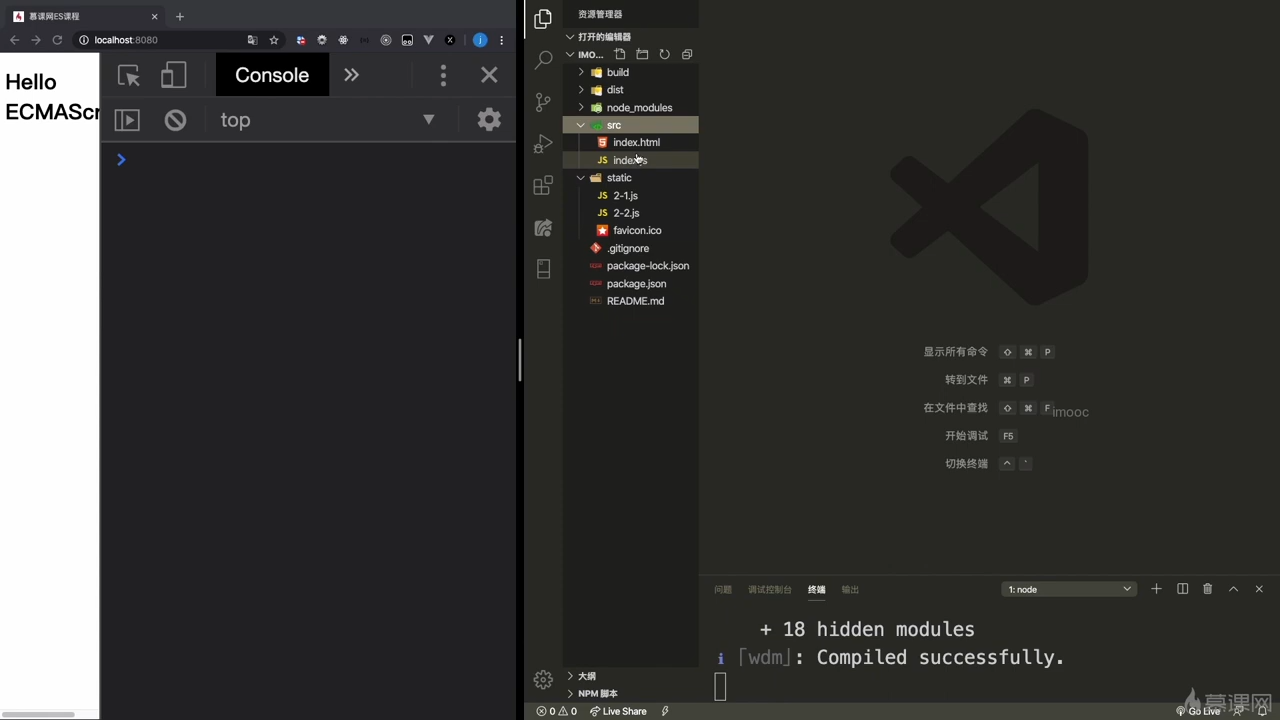 慕课网ES课程
localhost:8080
Hello
ECMAScr
Console
top
资源管理器
打开的编辑器
IMO...
build
dist
node_modules
src
index.html
static
2-1.js
2-2.js
favicon.ico
.gitignore
package-lock.json
package.json
README.md
大纲
NPM 脚本
显示所有命令 ⇧ ⌘ P
转到文件 ⌘ P
在文件中查找 ⇧ ⌘ F
imooc
开始调试 F5
切换终端 ^ `
问题 调试控制台 终端 输出
1: node
+ 18 hidden modules
ℹ 「wdm」: Compiled successfully.
0 0 Live Share
Go Live
慕课网